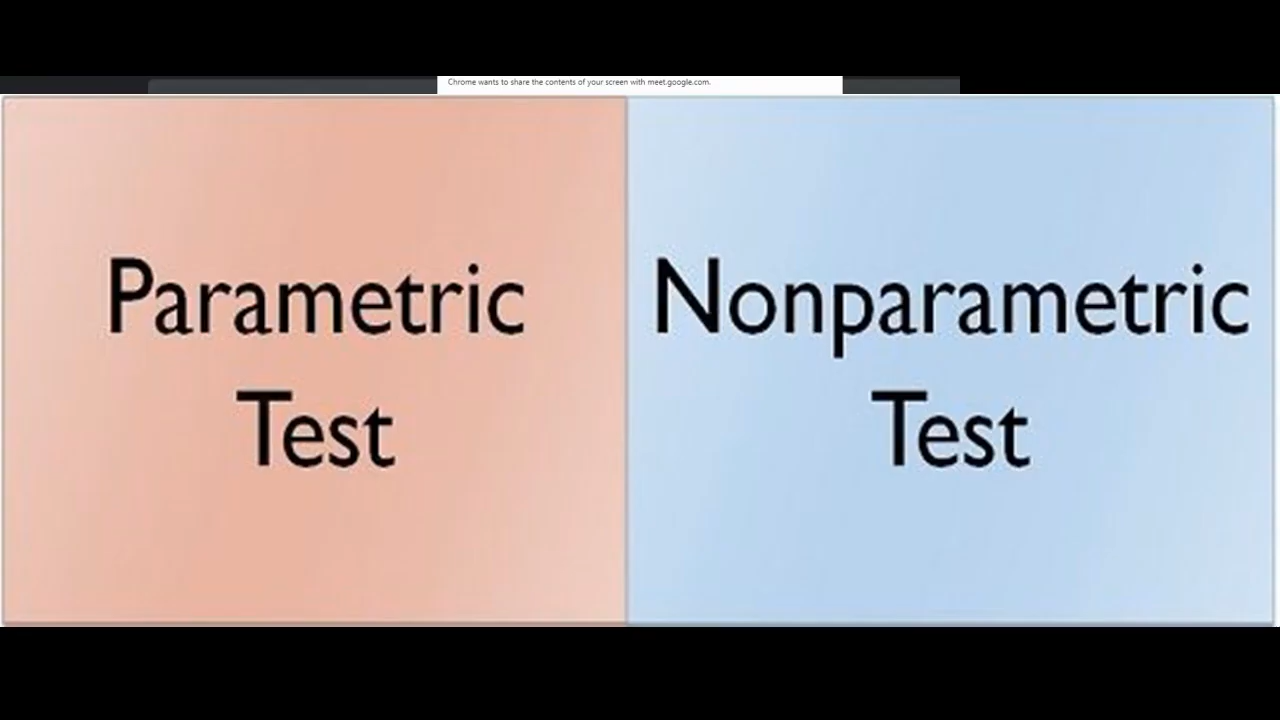 Chrome wants to share the contents of your screen with meet.google.com.
Parametric
Test
Nonparametric
Test